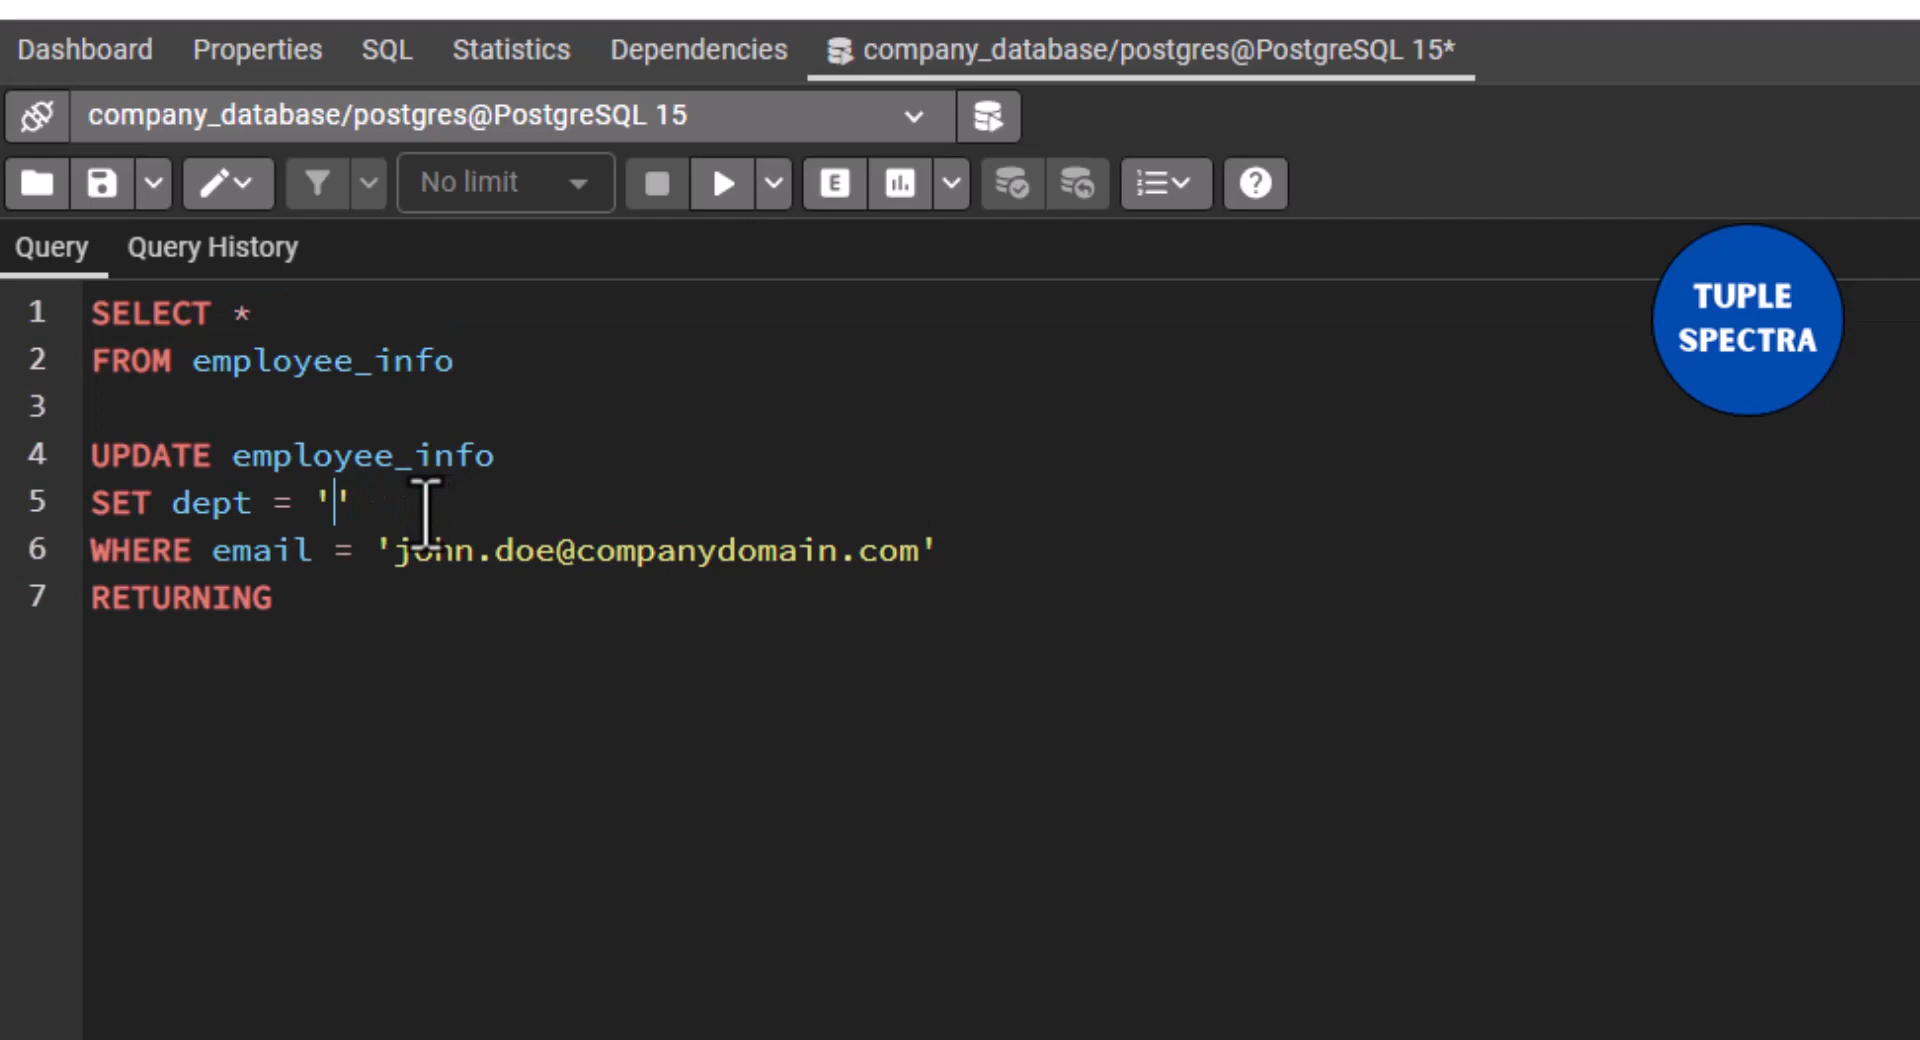 Dashboard Properties SQL Statistics Dependencies company_database/postgres@PostgreSQL 15*
company_database/postgres@PostgreSQL 15
No limit E
Query Query History
TUPLE
SPECTRA
1 SELECT *
2 FROM employee_info
3
4 UPDATE employee_info
5 SET dept = ''
6 WHERE email = 'john.doe@companydomain.com'
7 RETURNING